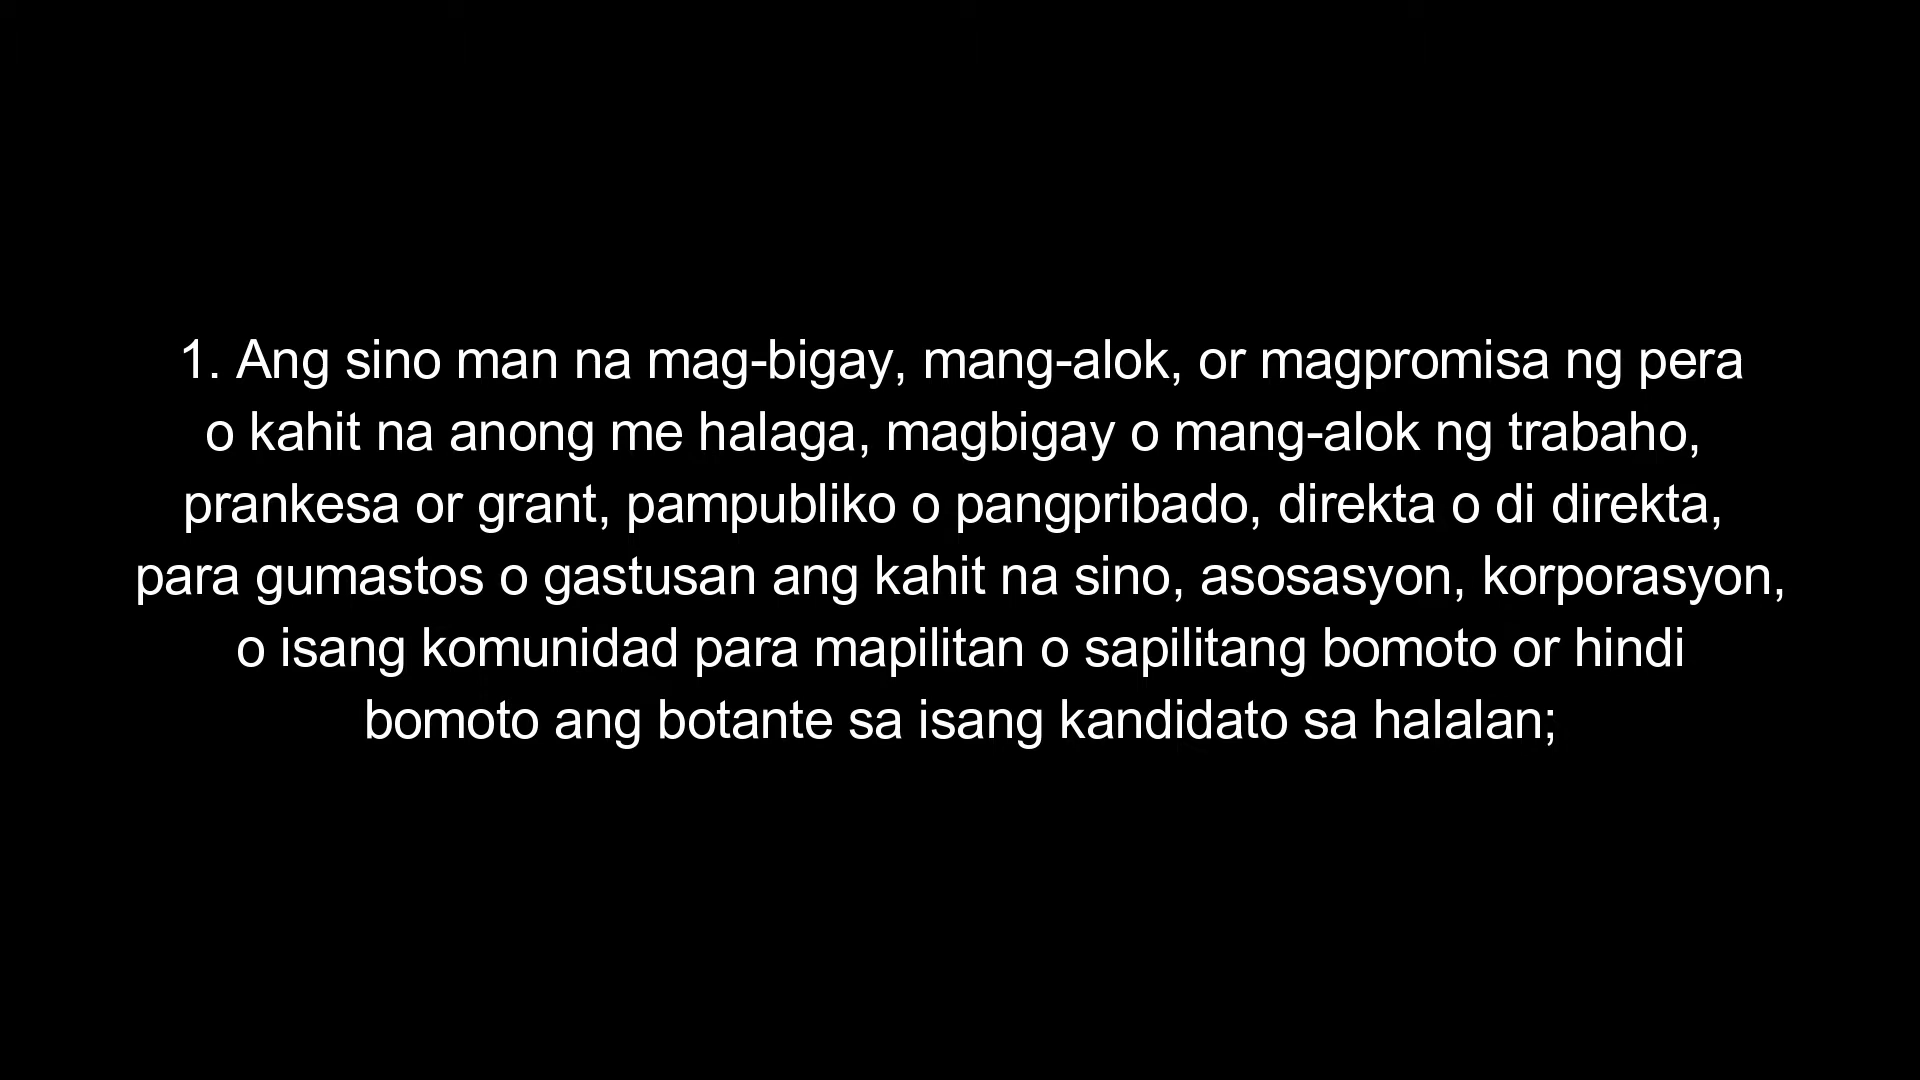 1. Ang sino man na mag-bigay, mang-alok, or magpromisa ng pera
o kahit na anong me halaga, magbigay o mang-alok ng trabaho,
prankesa or grant, pampubliko o pangpribado, direkta o di direkta,
para gumastos o gastusan ang kahit na sino, asosasyon, korporasyon,
o isang komunidad para mapilitan o sapilitang bomoto or hindi
bomoto ang botante sa isang kandidato sa halalan;